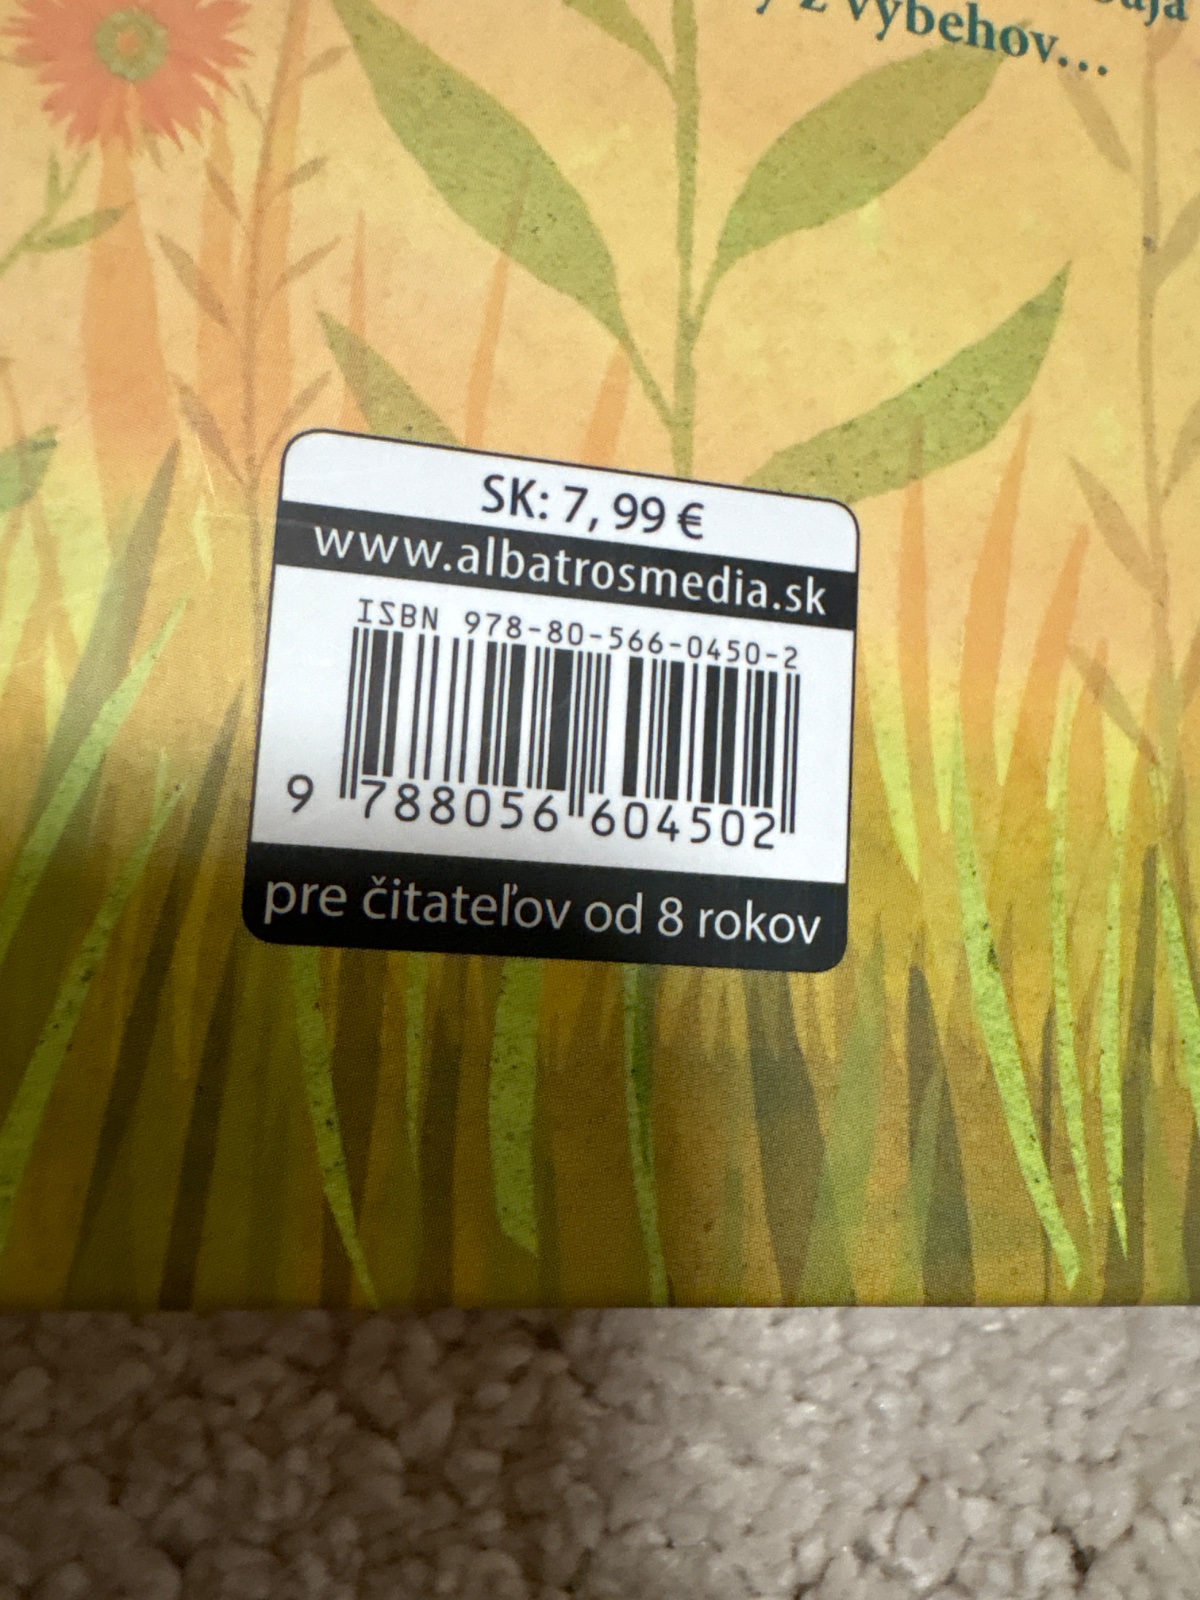 z výbehov...
SK: 7, 99 €
www.albatrosmedia.sk
ISBN 978-80-566-0450-2
9 788056 604502
pre čitateľov od 8 rokov